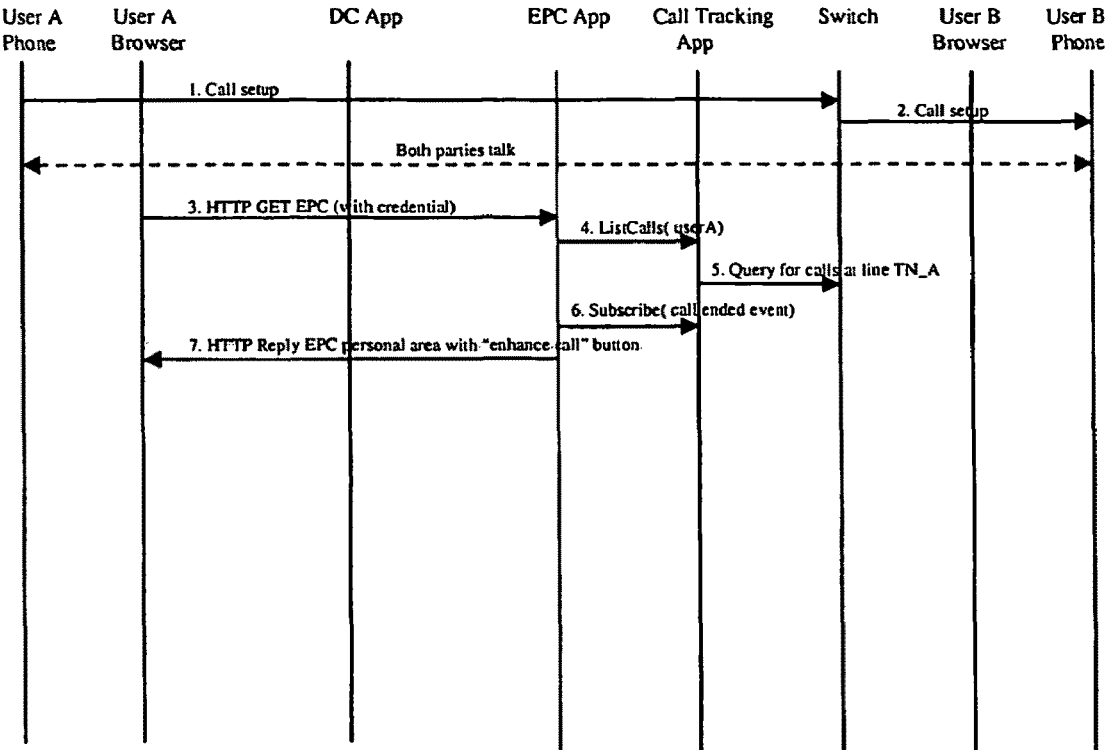 User A Phone
User A Browser
DC App
EPC App
Call Tracking App
Switch
User B Browser
User B Phone
1. Call setup
2. Call setup
Both parties talk
3. HTTP GET EPC (with credential)
4. ListCalls( userA)
5. Query for calls at line TN_A
6. Subscribe( call ended event)
7. HTTP Reply EPC personal area with "enhance call" button